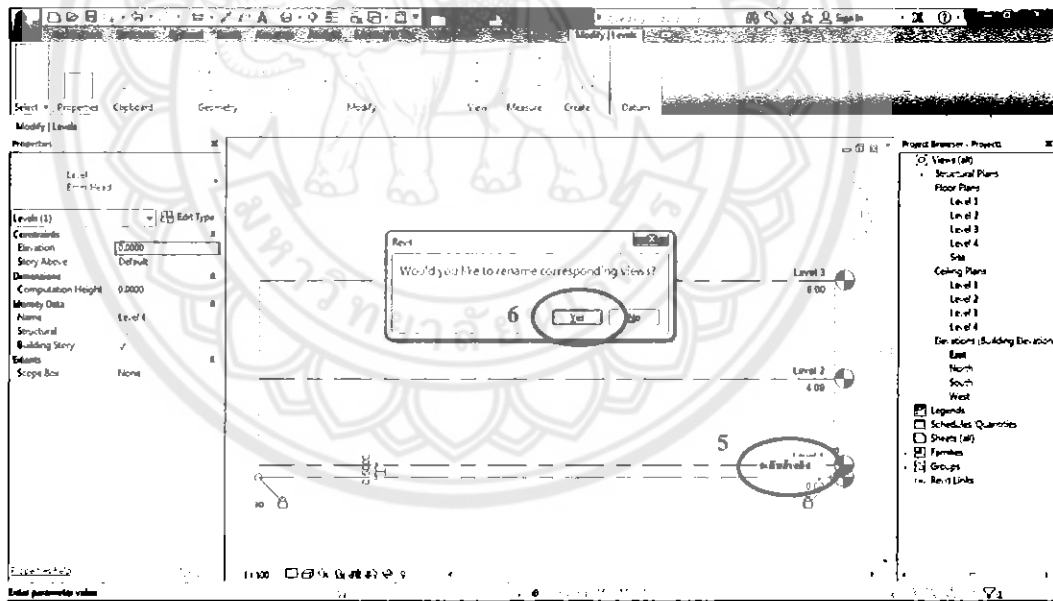 Sign In
Modify | Levels
Select
Properties
Clipboard
Geometry
Modify
View
Measure
Create
Datum
Modify | Levels
Properties
Level
Levels (1)
Edit Type
Constraints
Elevation 0.0000
Story Above Default
Dimensions
Computation Height 0.0000
Identity Data
Name Level 4
Structural
Building Story
Extents
Scope Box None
Properties help
Enter parameter value
Revit
Would you like to rename corresponding views?
6
Yes
No
Level 3
8.00
Level 2
4.00
5
1 : 100
Project Browser - Project1
Views (all)
Structural Plans
Floor Plans
Level 1
Level 2
Level 3
Level 4
Site
Ceiling Plans
Level 1
Level 2
Level 3
Level 4
Elevations (Building Elevation
East
North
South
West
Legends
Schedules/Quantities
Sheets (all)
Families
Groups
Revit Links